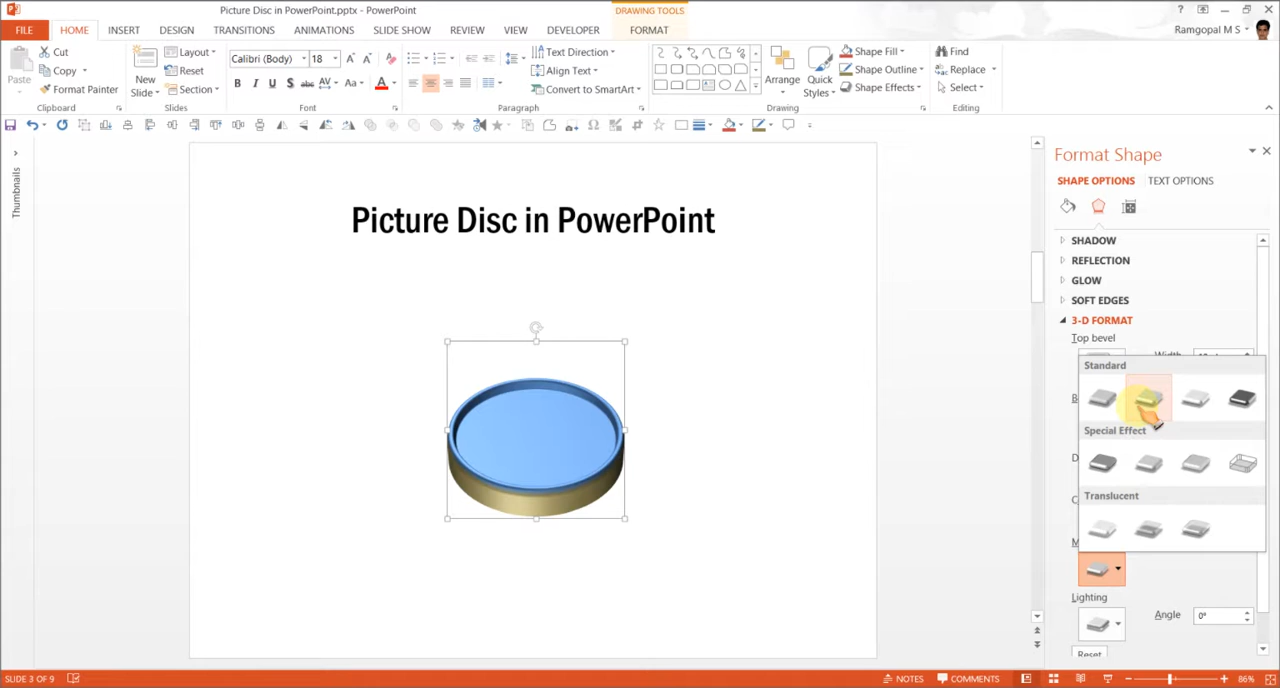 Picture Disc in PowerPoint.pptx - PowerPoint
DRAWING TOOLS
?
FILE
HOME
INSERT
DESIGN
TRANSITIONS
ANIMATIONS
SLIDE SHOW
REVIEW
VIEW
DEVELOPER
FORMAT
Ramgopal M S
Paste
Cut
Copy
Format Painter
Clipboard
New
Slide
Layout
Reset
Section
Slides
Calibri (Body)
18
B I U S abc AV Aa A
Font
Text Direction
Align Text
Convert to SmartArt
Paragraph
Arrange
Quick
Styles
Shape Fill
Shape Outline
Shape Effects
Drawing
Find
Replace
Select
Editing
Thumbnails
Picture Disc in PowerPoint
Format Shape
SHAPE OPTIONS
TEXT OPTIONS
SHADOW
REFLECTION
GLOW
SOFT EDGES
3-D FORMAT
Top bevel
Standard
Special Effect
Translucent
Lighting
Angle
0°
Reset
SLIDE 3 OF 9
NOTES
COMMENTS
86%